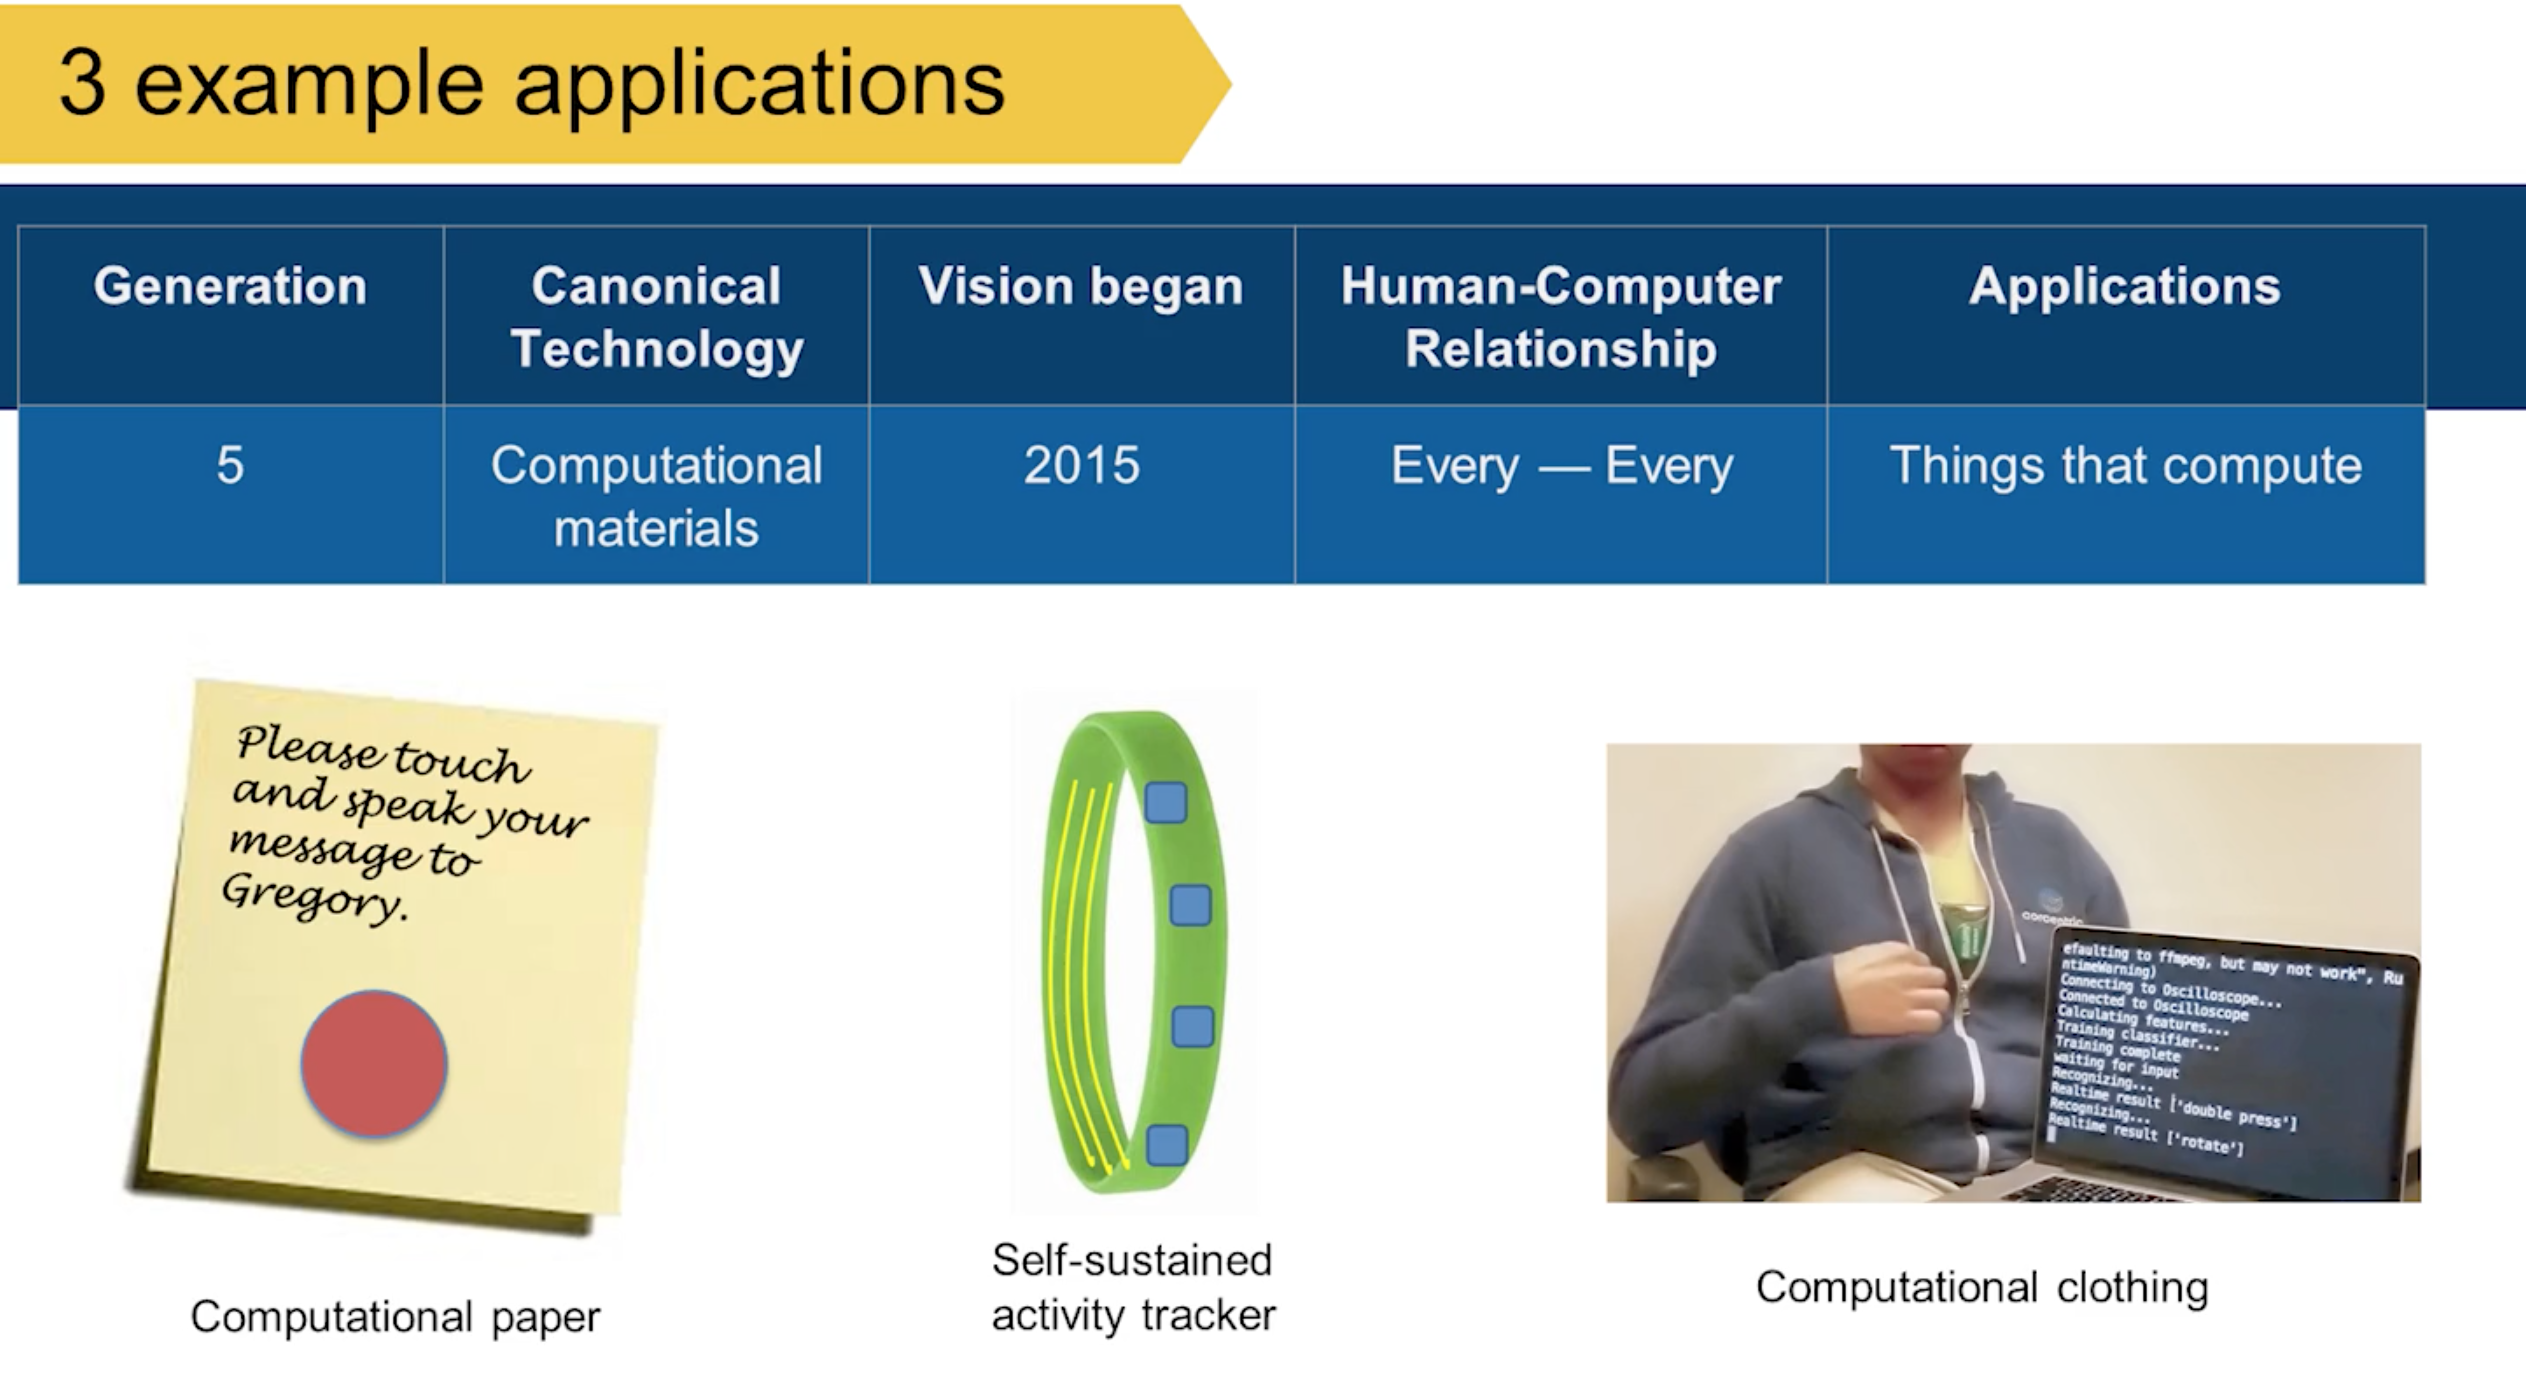 3 example applications
Generation
Canonical
Technology
Vision began
Human-Computer
Relationship
Applications
5
Computational
materials
2015
Every — Every
Things that compute
Please touch
and speak your
message to
Gregory.
Computational paper
Self-sustained
activity tracker
efaulting to ffmpeg, but may not work", Ru
ntimeWarning)
Connecting to Oscilloscope...
Connected to Oscilloscope
Calculating features...
Training classifier...
Training complete
waiting for input
Recognizing...
Realtime result ['double press']
Recognizing...
Realtime result ['rotate']
Computational clothing